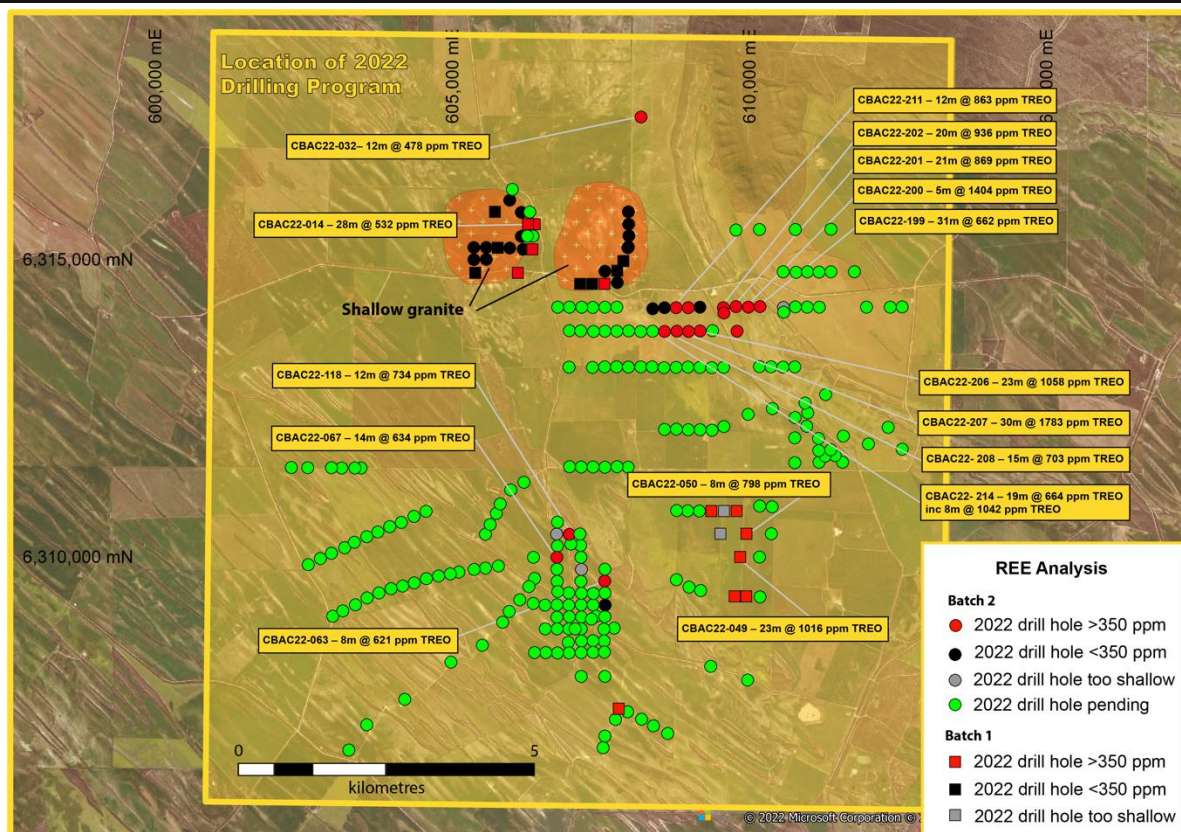 Location of 2022
Drilling Program
600,000 mE
605,000 mE
610,000 mE
CBAC22-211 – 12m @ 863 ppm TREO
CBAC22-202 – 20m @ 936 ppm TREO
CBAC22-201 – 21m @ 869 ppm TREO
CBAC22-200 – 5m @ 1404 ppm TREO
CBAC22-199 – 31m @ 662 ppm TREO
CBAC22-032– 12m @ 478 ppm TREO
CBAC22-014 – 28m @ 532 ppm TREO
6,315,000 mN
Shallow granite
CBAC22-118 – 12m @ 734 ppm TREO
CBAC22-067 – 14m @ 634 ppm TREO
CBAC22-206 – 23m @ 1058 ppm TREO
CBAC22-207 – 30m @ 1783 ppm TREO
CBAC22- 208 – 15m @ 703 ppm TREO
CBAC22- 214 – 19m @ 664 ppm TREO
inc 8m @ 1042 ppm TREO
CBAC22-050 – 8m @ 798 ppm TREO
6,310,000 mN
CBAC22-063 – 8m @ 621 ppm TREO
CBAC22-049 – 23m @ 1016 ppm TREO
REE Analysis
Batch 2
2022 drill hole >350 ppm
2022 drill hole <350 ppm
2022 drill hole too shallow
2022 drill hole pending
Batch 1
2022 drill hole >350 ppm
2022 drill hole <350 ppm
2022 drill hole too shallow
0
5
kilometres
© 2022 Microsoft Corporation ©